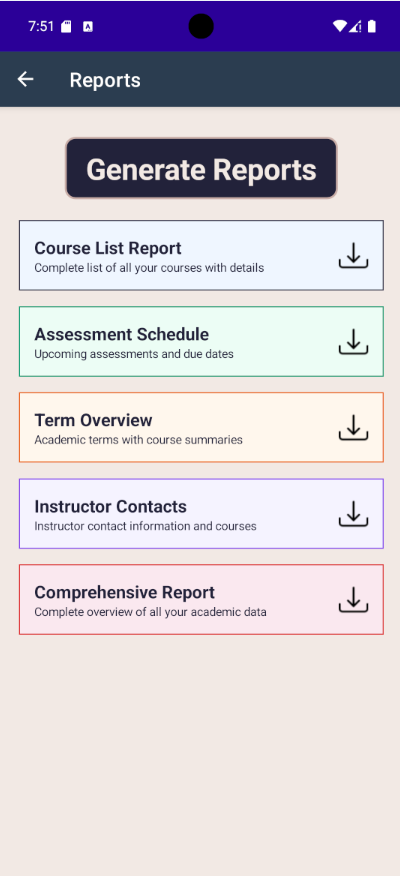 7:51
Reports
Generate Reports
Course List Report
Complete list of all your courses with details
Assessment Schedule
Upcoming assessments and due dates
Term Overview
Academic terms with course summaries
Instructor Contacts
Instructor contact information and courses
Comprehensive Report
Complete overview of all your academic data